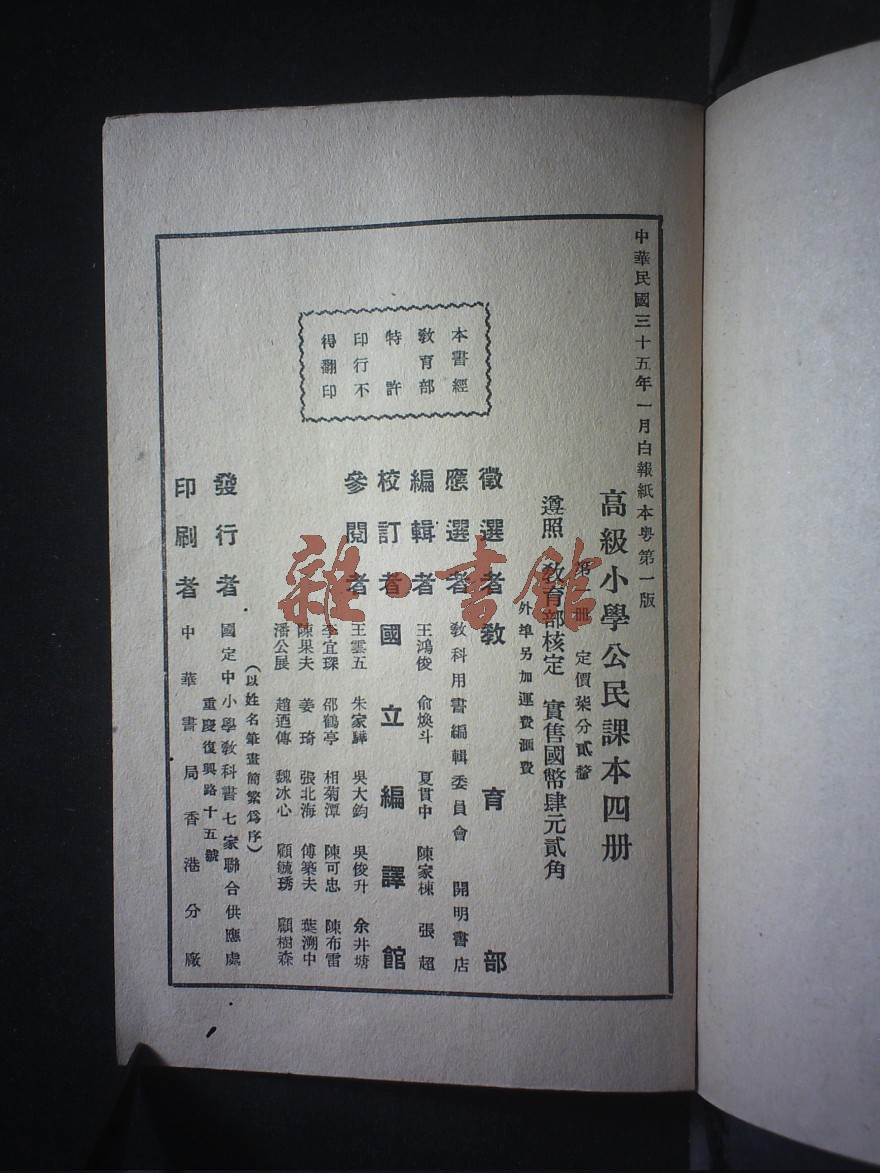 中華民國三十五年一月白報紙本粵第一版
高級小學公民課本四册
册 定價柒分貳釐
遵照教育部核定 實售國幣肆元貳角
外埠另加運費滙費
本書經
教育部
特許
印行不
得翻印
徵選者教育部
應選者教科用書編輯委員會 開明書店
編輯者王鴻俊 俞煥斗 夏貫中 陳家棟 張超
校訂者國立編譯館
參閱者王雲五 朱家驊 吳大鈞 吳俊升 余井塘
李宜琛 邵鶴亭 相菊潭 陳可忠 陳布雷
陳果夫 姜琦 張北海 傅築夫 葉溯中
潘公展 趙迺傳 魏冰心 顧毓琇 顧樹森
（以姓名筆畫簡繁爲序）
發行者國定中小學教科書七家聯合供應處
重慶復興路十五號
印刷者中華書局香港分廠
雜·書館